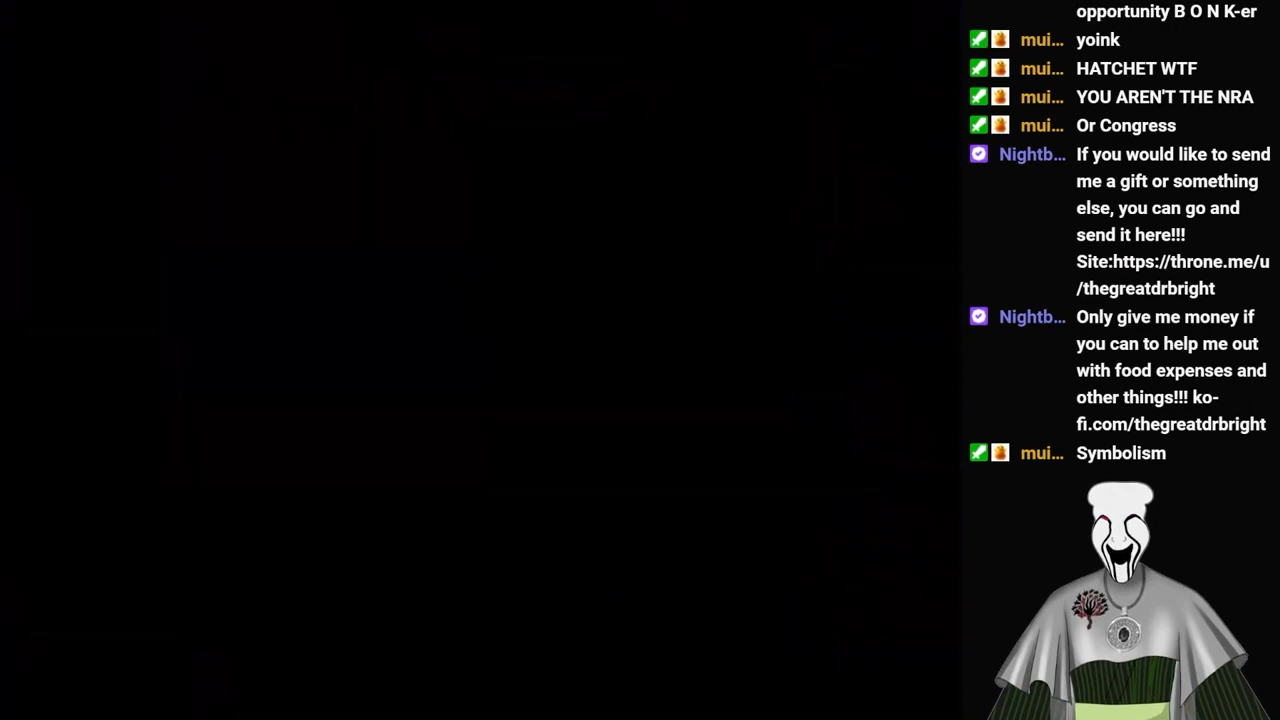 opportunity B O N K-er
mui... yoink
mui... HATCHET WTF
mui... YOU AREN'T THE NRA
mui... Or Congress
Nightb... If you would like to send
me a gift or something
else, you can go and
send it here!!!
Site:https://throne.me/u
/thegreatdrbright
Nightb... Only give me money if
you can to help me out
with food expenses and
other things!!! ko-
fi.com/thegreatdrbright
mui... Symbolism